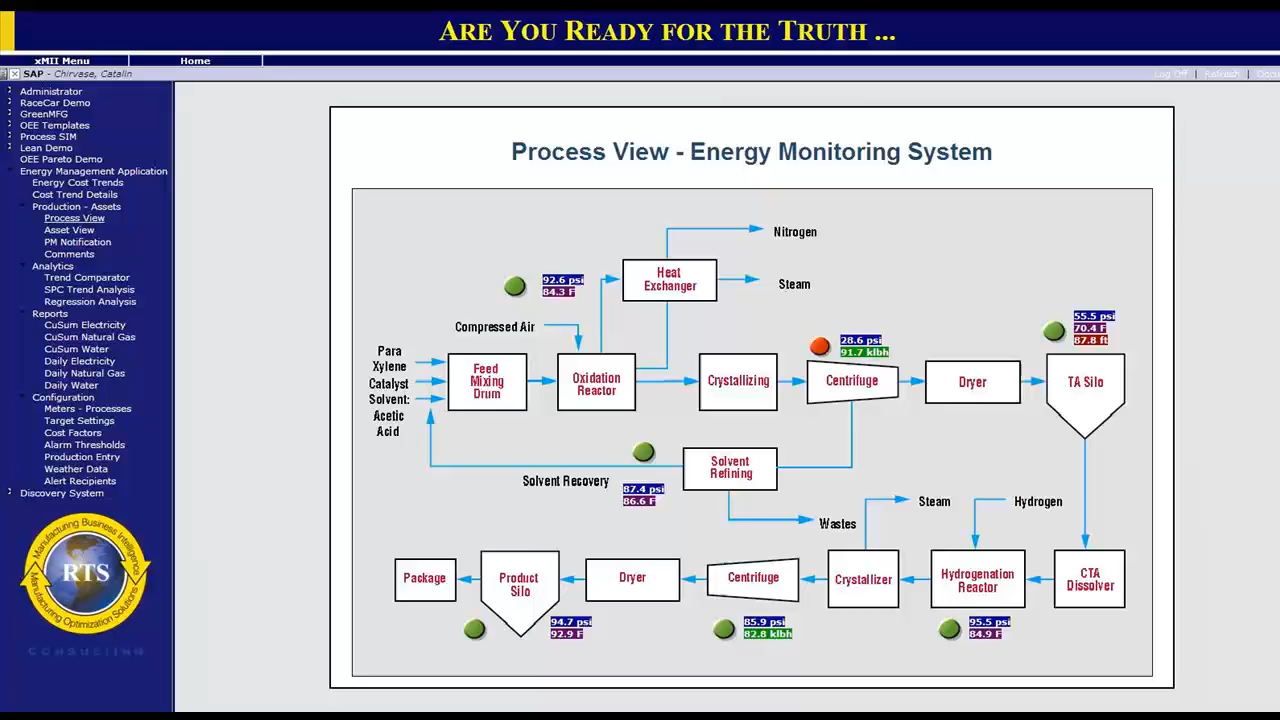 ARE YOU READY FOR THE TRUTH ...
xMII Menu
Home
SAP - Chirvase, Catalin
Log Off | Refresh | Docu
Administrator
RaceCar Demo
GreenMFG
OEE Templates
Process SIM
Lean Demo
OEE Pareto Demo
Energy Management Application
Energy Cost Trends
Cost Trend Details
Production - Assets
Process View
Asset View
PM Notification
Comments
Analytics
Trend Comparator
SPC Trend Analysis
Regression Analysis
Reports
CuSum Electricity
CuSum Natural Gas
CuSum Water
Daily Electricity
Daily Natural Gas
Daily Water
Configuration
Meters - Processes
Target Settings
Cost Factors
Alarm Thresholds
Production Entry
Weather Data
Alert Recipients
Discovery System
Manufacturing Business Intelligence
RTS
Manufacturing Optimization Solutions
CONSULTING
Process View - Energy Monitoring System
Nitrogen
Heat
Exchanger
Steam
92.6 psi
84.3 F
Compressed Air
28.6 psi
91.7 klbh
55.5 psi
70.4 F
87.8 ft
Para
Xylene
Catalyst
Solvent:
Acetic
Acid
Feed
Mixing
Drum
Oxidation
Reactor
Crystallizing
Centrifuge
Dryer
TA Silo
Solvent
Refining
Solvent Recovery
87.4 psi
86.6 F
Wastes
Steam
Hydrogen
Package
Product
Silo
Dryer
Centrifuge
Crystallizer
Hydrogenation
Reactor
CTA
Dissolver
94.7 psi
92.9 F
85.9 psi
82.8 klbh
95.5 psi
84.9 F